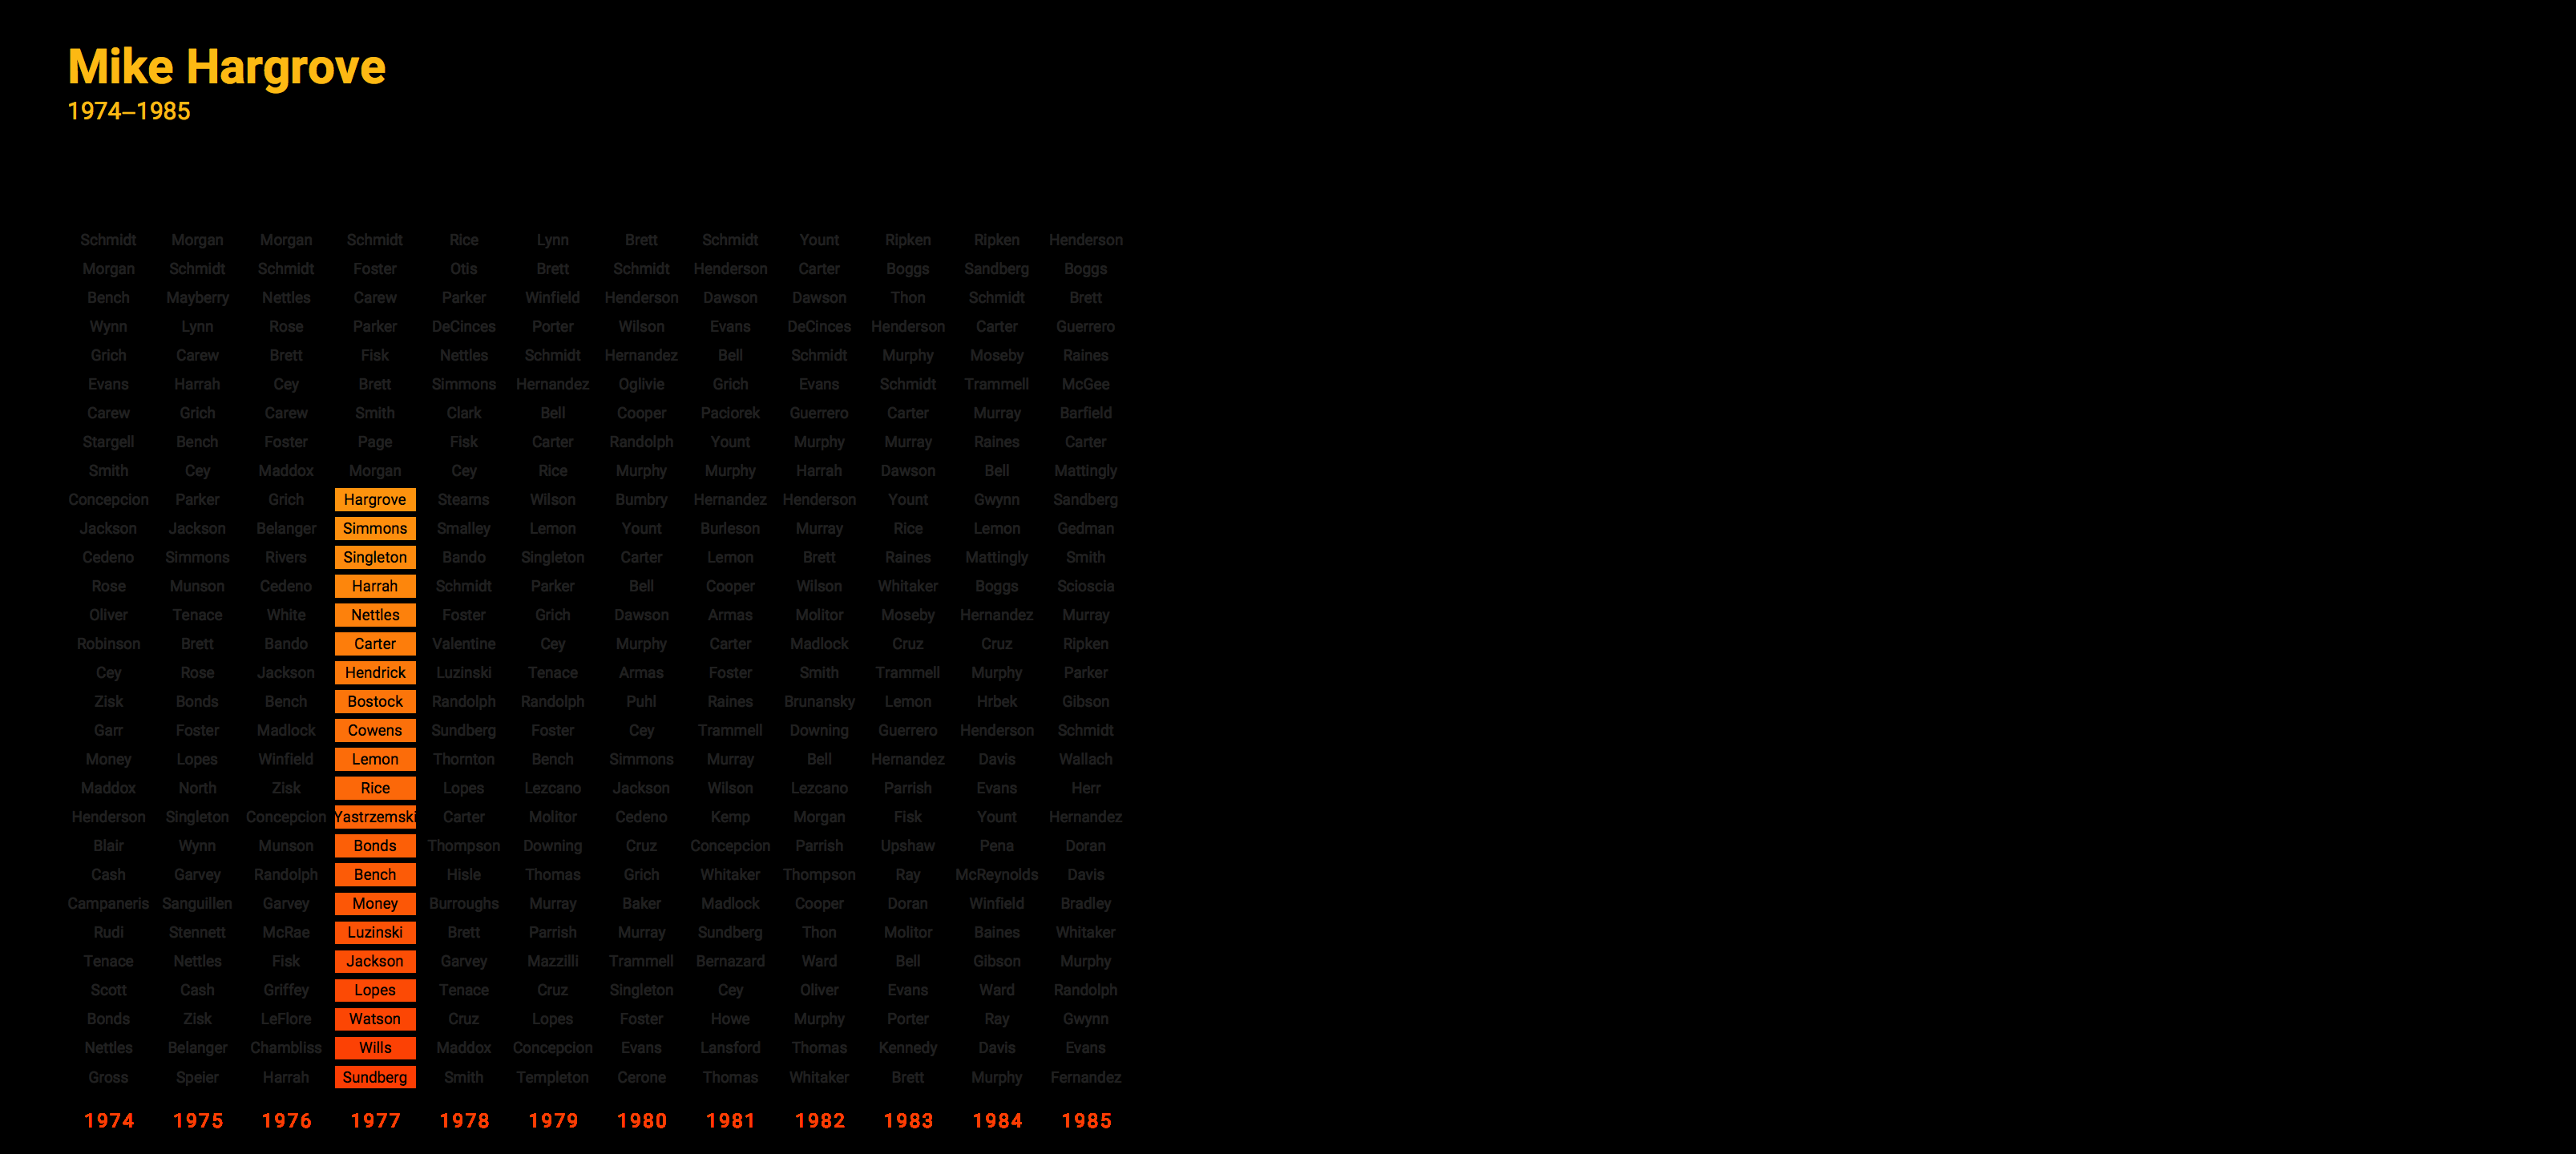 Mike Hargrove
1974–1985
Schmidt Morgan Morgan Schmidt Rice Lynn Brett Schmidt Yount Ripken Ripken Henderson
Morgan Schmidt Schmidt Foster Otis Brett Schmidt Henderson Carter Boggs Sandberg Boggs
Bench Mayberry Nettles Carew Parker Winfield Henderson Dawson Dawson Thon Schmidt Brett
Wynn Lynn Rose Parker DeCinces Porter Wilson Evans DeCinces Henderson Carter Guerrero
Grich Carew Brett Fisk Nettles Schmidt Hernandez Bell Schmidt Murphy Moseby Raines
Evans Harrah Cey Brett Simmons Hernandez Oglivie Grich Evans Schmidt Trammell McGee
Carew Grich Carew Smith Clark Bell Cooper Paciorek Guerrero Carter Murray Barfield
Stargell Bench Foster Page Fisk Carter Randolph Yount Murphy Murray Raines Carter
Smith Cey Maddox Morgan Cey Rice Murphy Murphy Harrah Dawson Bell Mattingly
Concepcion Parker Grich Hargrove Stearns Wilson Bumbry Hernandez Henderson Yount Gwynn Sandberg
Jackson Jackson Belanger Simmons Smalley Lemon Yount Burleson Murray Rice Lemon Gedman
Cedeno Simmons Rivers Singleton Bando Singleton Carter Lemon Brett Raines Mattingly Smith
Rose Munson Cedeno Harrah Schmidt Parker Bell Cooper Wilson Whitaker Boggs Scioscia
Oliver Tenace White Nettles Foster Grich Dawson Armas Molitor Moseby Hernandez Murray
Robinson Brett Bando Carter Valentine Cey Murphy Carter Madlock Cruz Cruz Ripken
Cey Rose Jackson Hendrick Luzinski Tenace Armas Foster Smith Trammell Murphy Parker
Zisk Bonds Bench Bostock Randolph Randolph Puhl Raines Brunansky Lemon Hrbek Gibson
Garr Foster Madlock Cowens Sundberg Foster Cey Trammell Downing Guerrero Henderson Schmidt
Money Lopes Winfield Lemon Thornton Bench Simmons Murray Bell Hernandez Davis Wallach
Maddox North Zisk Rice Lopes Lezcano Jackson Wilson Lezcano Parrish Evans Herr
Henderson Singleton Concepcion Yastrzemski Carter Molitor Cedeno Kemp Morgan Fisk Yount Hernandez
Blair Wynn Munson Bonds Thompson Downing Cruz Concepcion Parrish Upshaw Pena Doran
Cash Garvey Randolph Bench Hisle Thomas Grich Whitaker Thompson Ray McReynolds Davis
Campaneris Sanguillen Garvey Money Burroughs Murray Baker Madlock Cooper Doran Winfield Bradley
Rudi Stennett McRae Luzinski Brett Parrish Murray Sundberg Thon Molitor Baines Whitaker
Tenace Nettles Fisk Jackson Garvey Mazzilli Trammell Bernazard Ward Bell Gibson Murphy
Scott Cash Griffey Lopes Tenace Cruz Singleton Cey Oliver Evans Ward Randolph
Bonds Zisk LeFlore Watson Cruz Lopes Foster Howe Murphy Porter Ray Gwynn
Nettles Belanger Chambliss Wills Maddox Concepcion Evans Lansford Thomas Kennedy Davis Evans
Gross Speier Harrah Sundberg Smith Templeton Cerone Thomas Whitaker Brett Murphy Fernandez
1974 1975 1976 1977 1978 1979 1980 1981 1982 1983 1984 1985